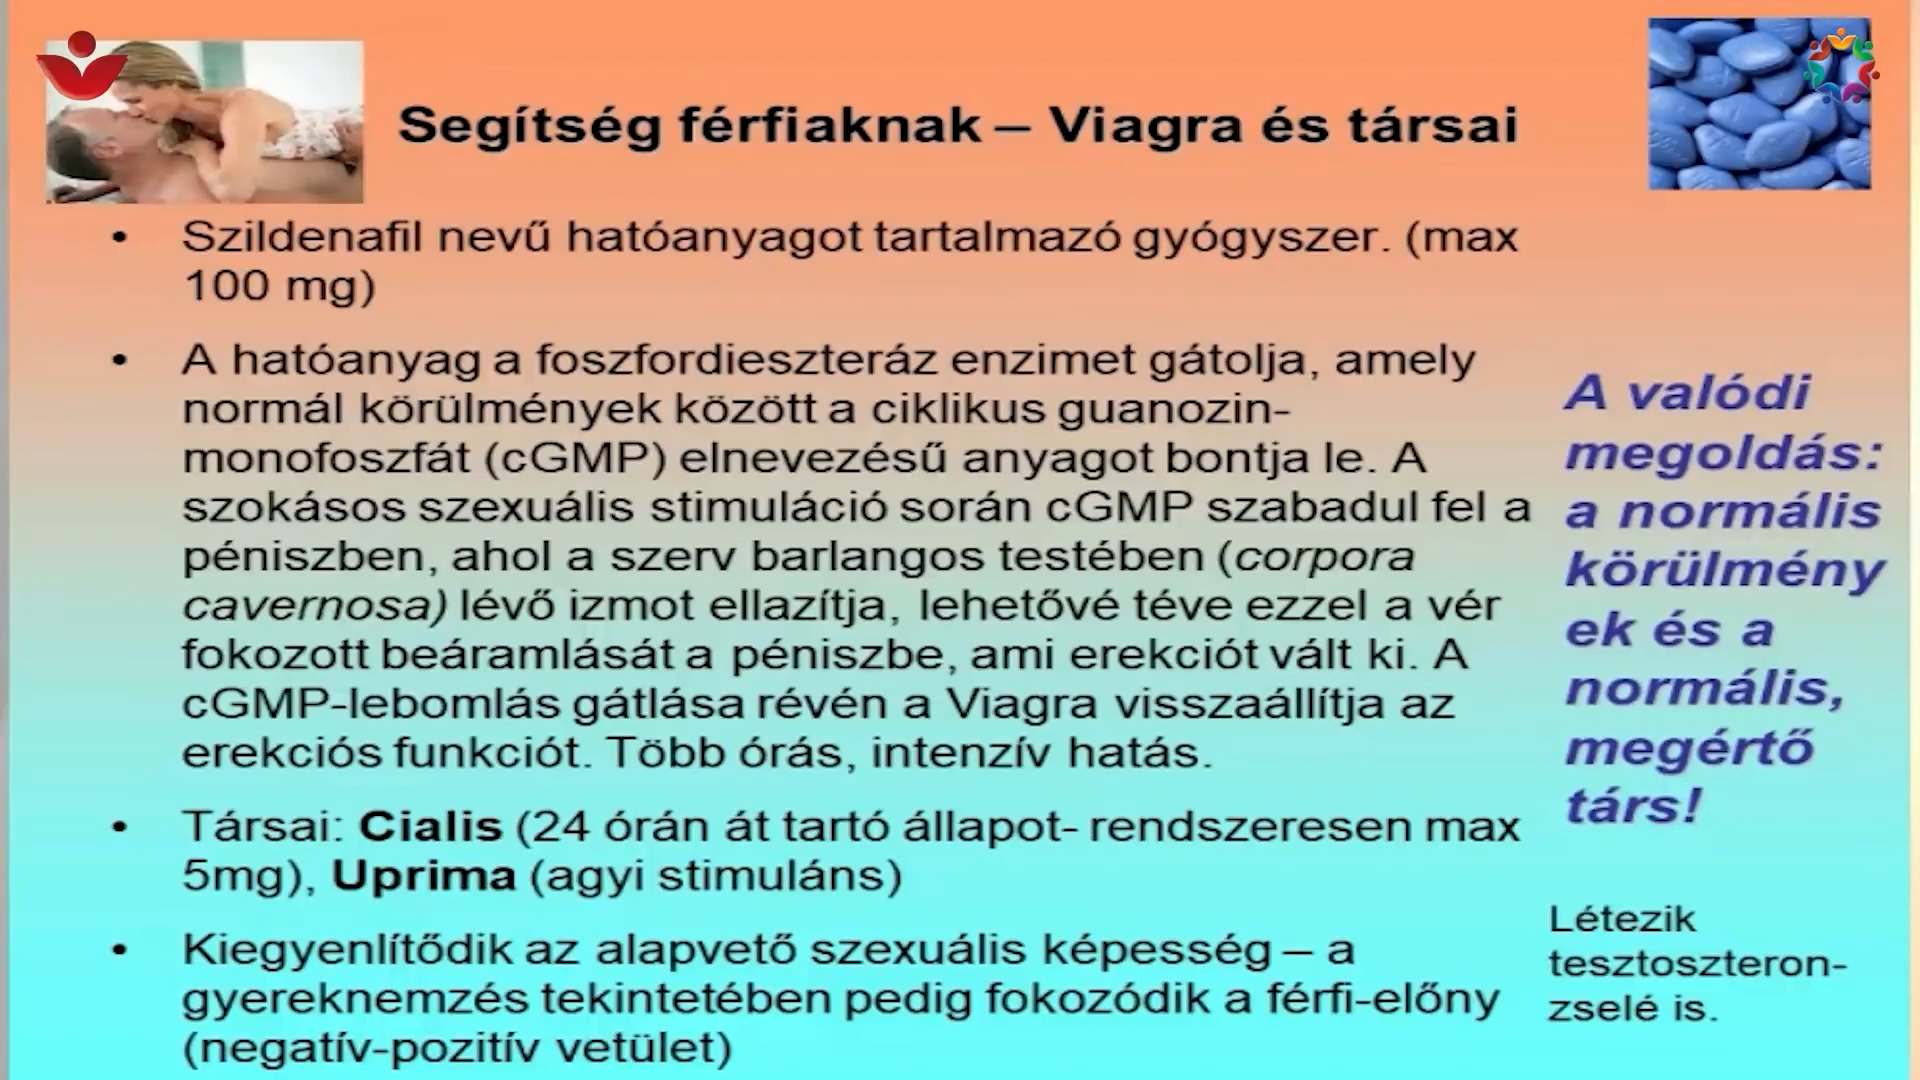 Segítség férfiaknak – Viagra és társai
• Szildenafil nevű hatóanyagot tartalmazó gyógyszer. (max
100 mg)
• A hatóanyag a foszfordieszteráz enzimet gátolja, amely
normál körülmények között a ciklikus guanozin-
monofoszfát (cGMP) elnevezésű anyagot bontja le. A
szokásos szexuális stimuláció során cGMP szabadul fel a
péniszben, ahol a szerv barlangos testében (corpora
cavernosa) lévő izmot ellazítja, lehetővé téve ezzel a vér
fokozott beáramlását a péniszbe, ami erekciót vált ki. A
cGMP-lebomlás gátlása révén a Viagra visszaállítja az
erekciós funkciót. Több órás, intenzív hatás.
• Társai: Cialis (24 órán át tartó állapot- rendszeresen max
5mg), Uprima (agyi stimuláns)
• Kiegyenlítődik az alapvető szexuális képesség – a
gyereknemzés tekintetében pedig fokozódik a férfi-előny
(negatív-pozitív vetület)
A valódi
megoldás:
a normális
körülmény
ek és a
normális,
megértő
társ!
Létezik
tesztoszteron-
zselé is.